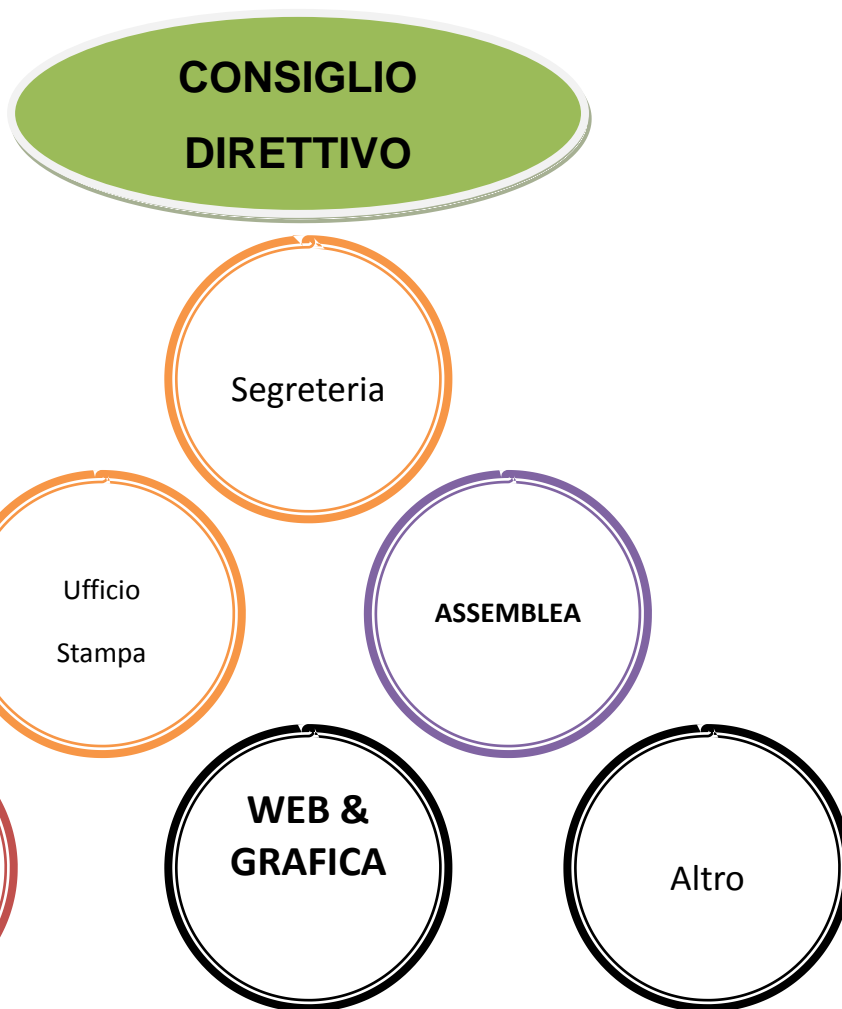 CONSIGLIO
DIRETTIVO
Segreteria
Ufficio
Stampa
ASSEMBLEA
WEB &
GRAFICA
Altro